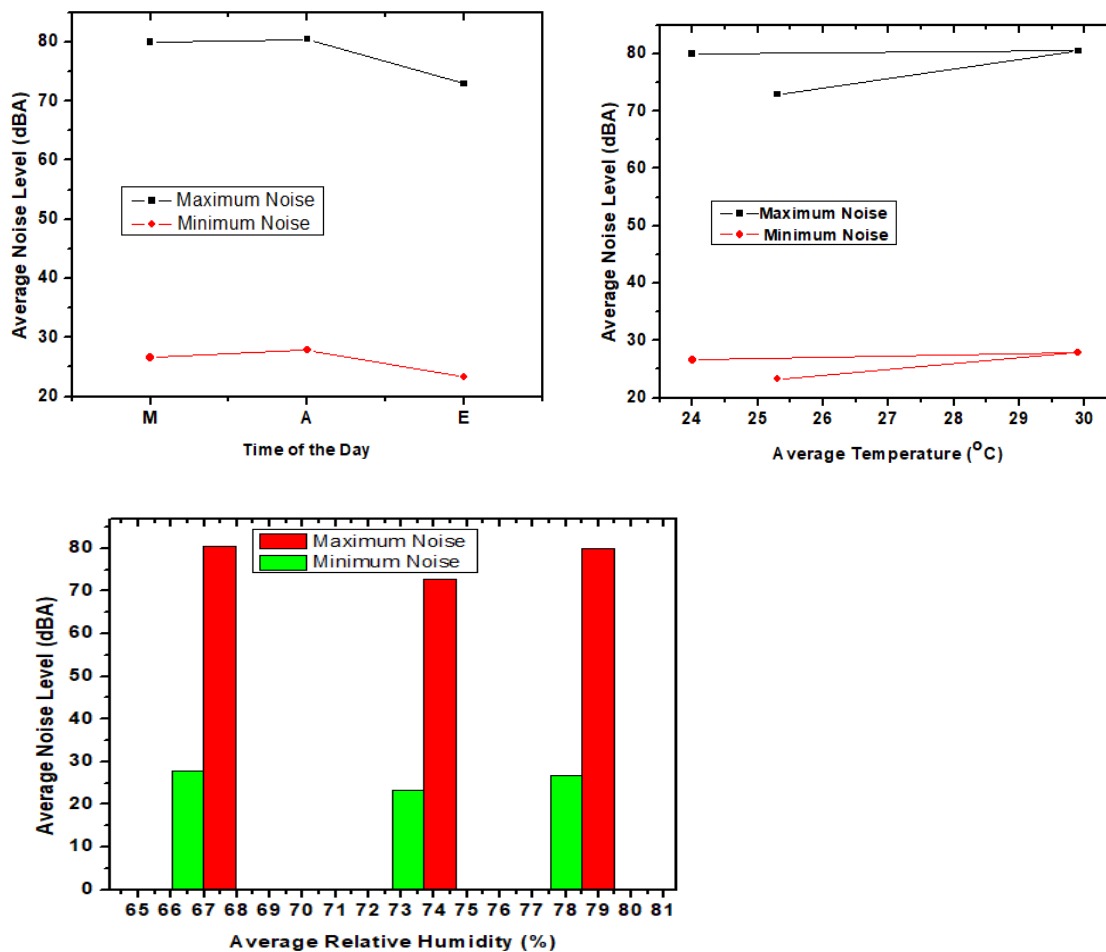 Average Noise Level (dBA)
80
70
60
50
40
30
20
Maximum Noise
Minimum Noise
M A E
Time of the Day
Average Noise Level (dBA)
80
70
60
50
40
30
20
Maximum Noise
Minimum Noise
24 25 26 27 28 29 30
Average Temperature (°C)
Average Noise Level (dBA)
80
70
60
50
40
30
20
10
0
Maximum Noise
Minimum Noise
65 66 67 68 69 70 71 72 73 74 75 76 77 78 79 80 81
Average Relative Humidity (%)